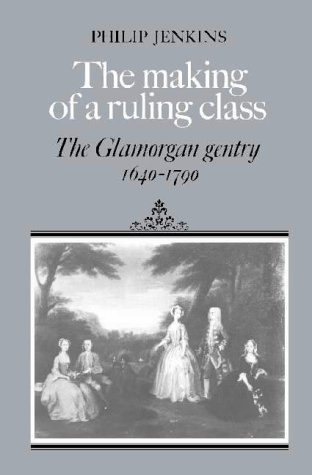 PHILIP JENKINS
The making
of a ruling class
The Glamorgan gentry
1640-1790